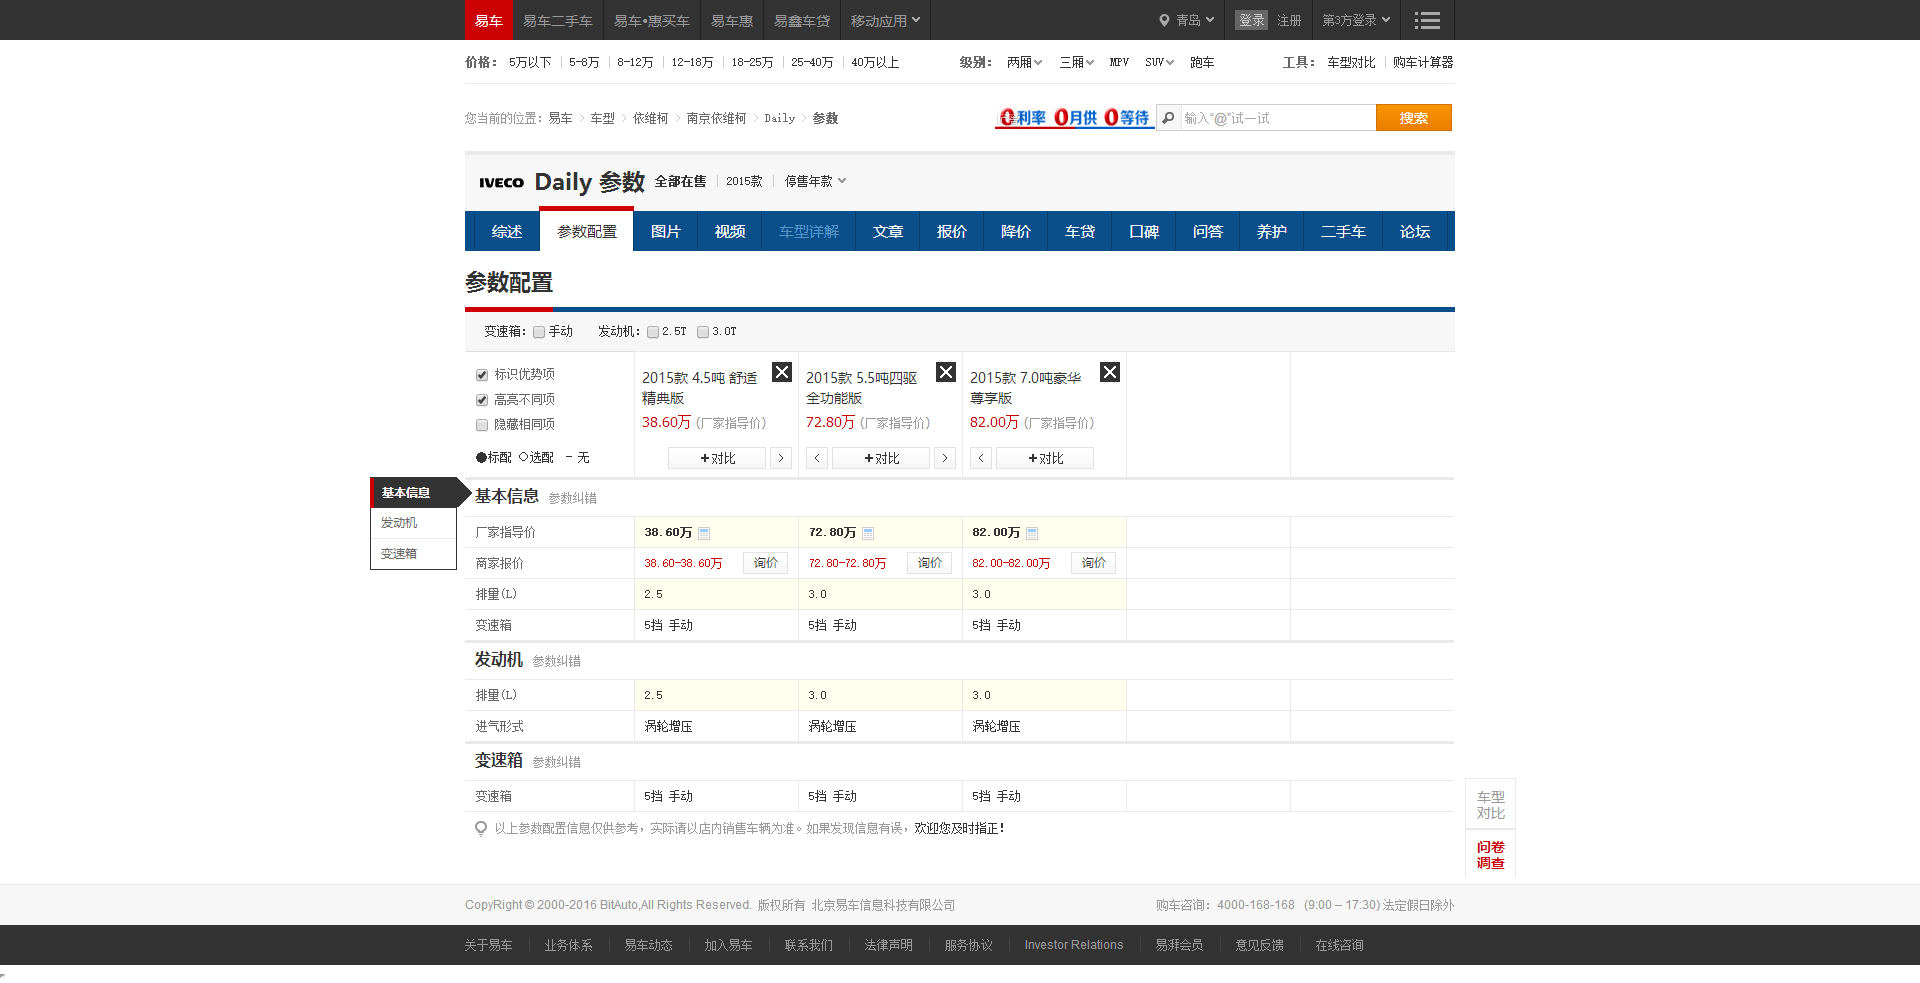 易车 易车二手车 易车•惠买车 易车惠 易鑫车贷 移动应用 青岛 登录 注册 第3方登录
价格： 5万以下 5-8万 8-12万 12-18万 18-25万 25-40万 40万以上 级别： 两厢 三厢 MPV SUV 跑车 工具： 车型对比 购车计算器
您当前的位置：易车 > 车型 > 依维柯 > 南京依维柯 > Daily > 参数 0利率 0月供 0等待 输入“@”试一试 搜索
IVECO Daily 参数 全部在售 2015款 停售年款
综述 参数配置 图片 视频 车型详解 文章 报价 降价 车贷 口碑 问答 养护 二手车 论坛
参数配置
变速箱： 手动 发动机： 2.5T 3.0T
标识优势项
高亮不同项
隐藏相同项
●标配 ○选配 - 无
2015款 4.5吨 舒适
精典版
38.60万 (厂家指导价)
+对比 >
2015款 5.5吨四驱
全功能版
72.80万 (厂家指导价)
< +对比 >
2015款 7.0吨豪华
尊享版
82.00万 (厂家指导价)
< +对比
基本信息
发动机
变速箱
基本信息 参数纠错
厂家指导价 38.60万 72.80万 82.00万
商家报价 38.60-38.60万 询价 72.80-72.80万 询价 82.00-82.00万 询价
排量(L) 2.5 3.0 3.0
变速箱 5挡 手动 5挡 手动 5挡 手动
发动机 参数纠错
排量(L) 2.5 3.0 3.0
进气形式 涡轮增压 涡轮增压 涡轮增压
变速箱 参数纠错
变速箱 5挡 手动 5挡 手动 5挡 手动
以上参数配置信息仅供参考，实际请以店内销售车辆为准。如果发现信息有误，欢迎您及时指正！
车型
对比
问卷
调查
CopyRight © 2000-2016 BitAuto,All Rights Reserved. 版权所有 北京易车信息科技有限公司 购车咨询：4000-168-168 (9:00 – 17:30) 法定假日除外
关于易车 业务体系 易车动态 加入易车 联系我们 法律声明 服务协议 Investor Relations 易湃会员 意见反馈 在线咨询